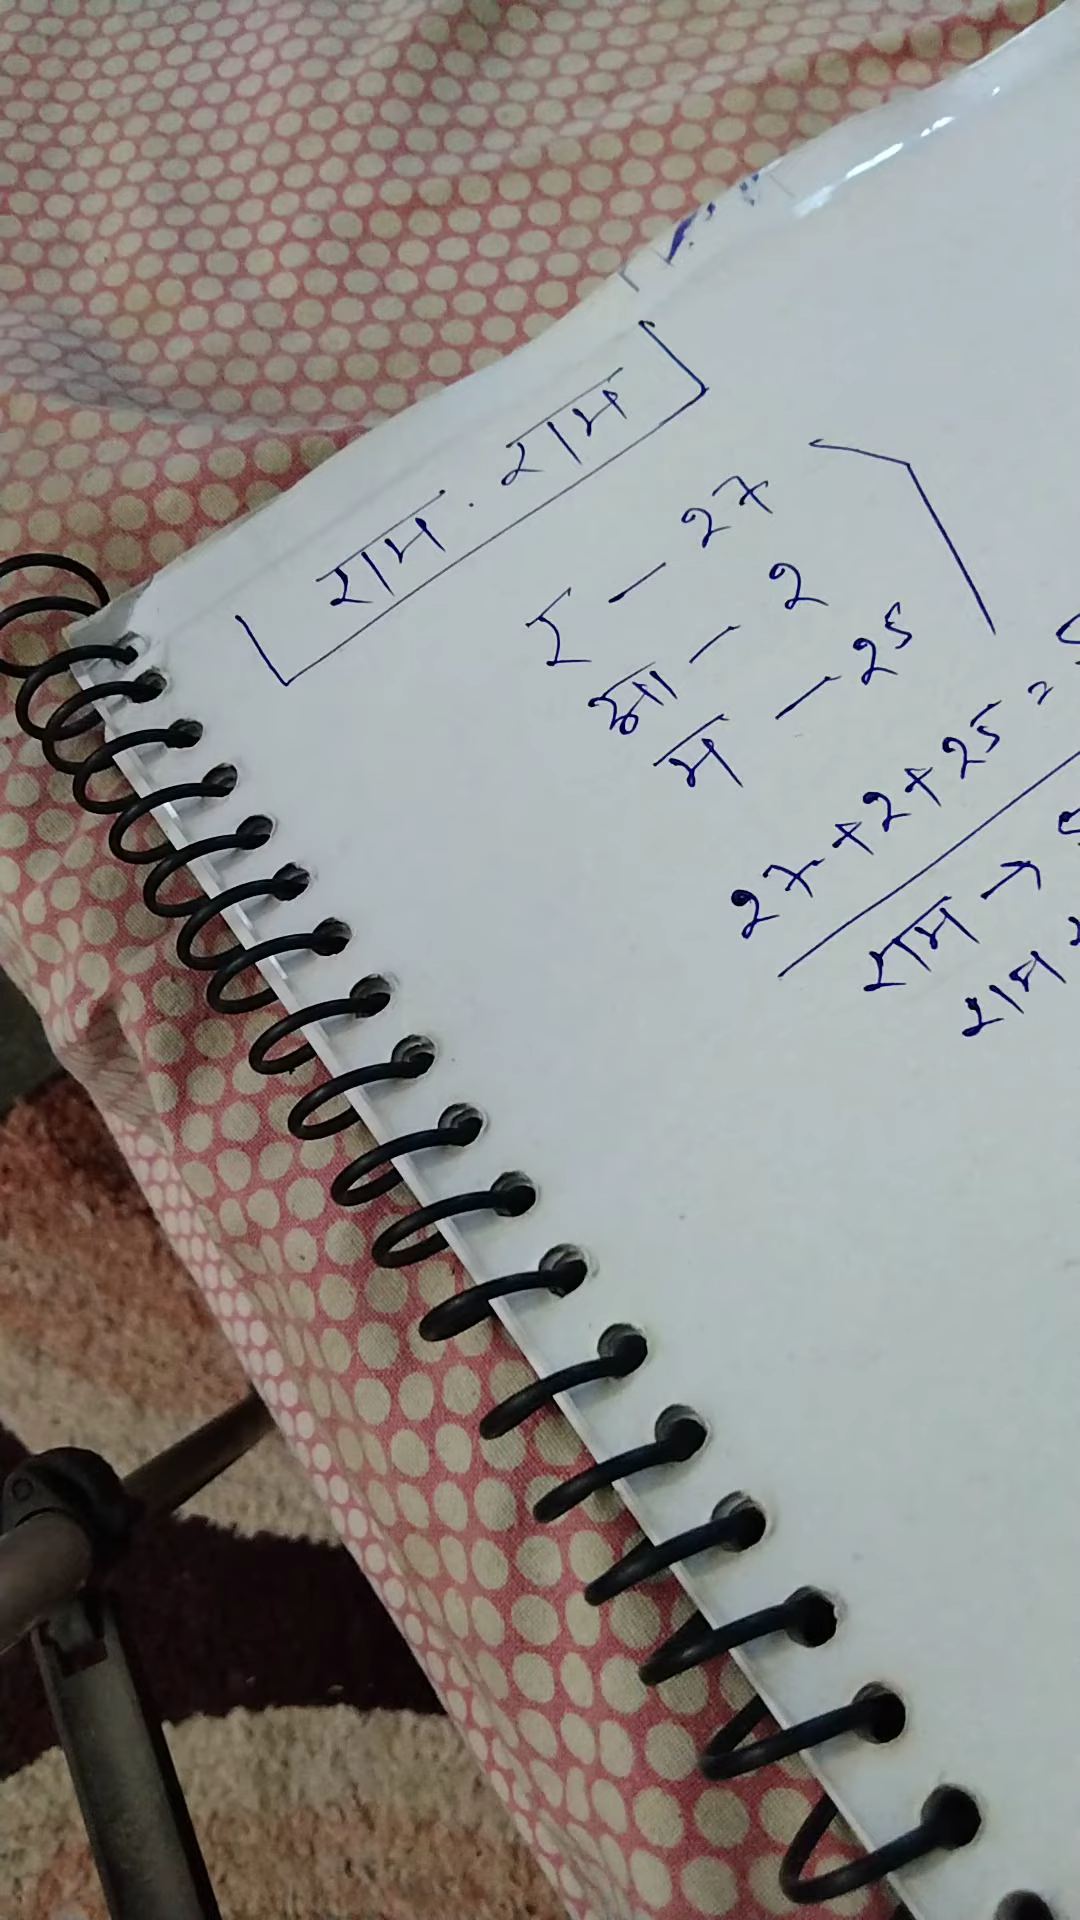 राम . राम
र — 27
आ — 2
म — 25
27+2+25 =
राम →
राम